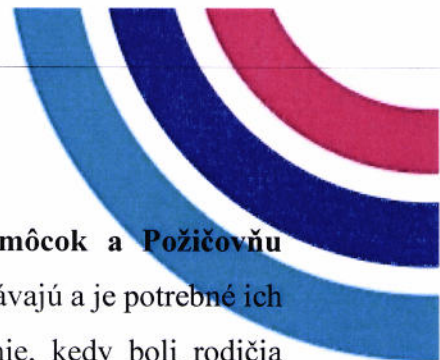 môcok a Požičovňu
ávajú a je potrebné ich
nie, kedy boli rodičia